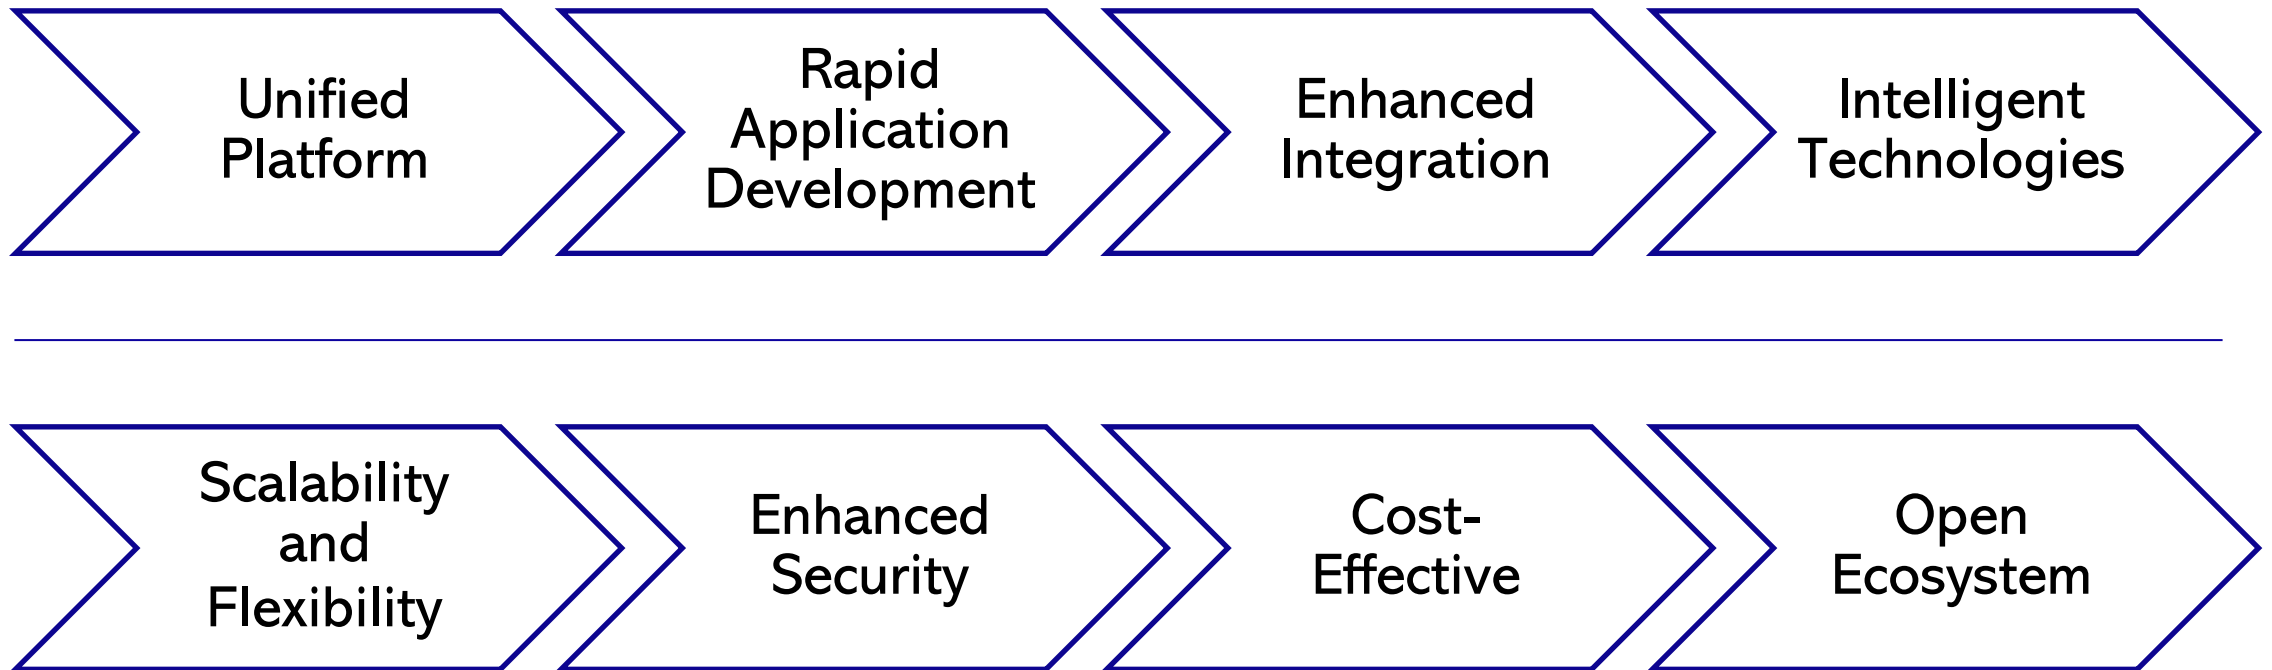 Unified
Platform
Rapid
Application
Development
Enhanced
Integration
Intelligent
Technologies
Scalability
and
Flexibility
Enhanced
Security
Cost-
Effective
Open
Ecosystem